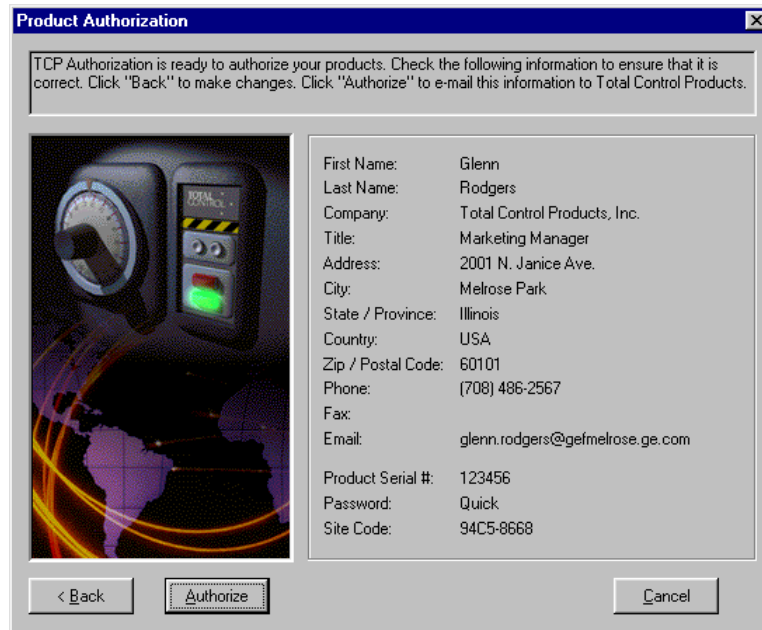 Product Authorization
TCP Authorization is ready to authorize your products. Check the following information to ensure that it is
correct. Click "Back" to make changes. Click "Authorize" to e-mail this information to Total Control Products.
TOTAL
CONTROL
First Name: Glenn
Last Name: Rodgers
Company: Total Control Products, Inc.
Title: Marketing Manager
Address: 2001 N. Janice Ave.
City: Melrose Park
State / Province: Illinois
Country: USA
Zip / Postal Code: 60101
Phone: (708) 486-2567
Fax:
Email: glenn.rodgers@gefmelrose.ge.com
Product Serial #: 123456
Password: Quick
Site Code: 94C5-8668
< Back Authorize Cancel